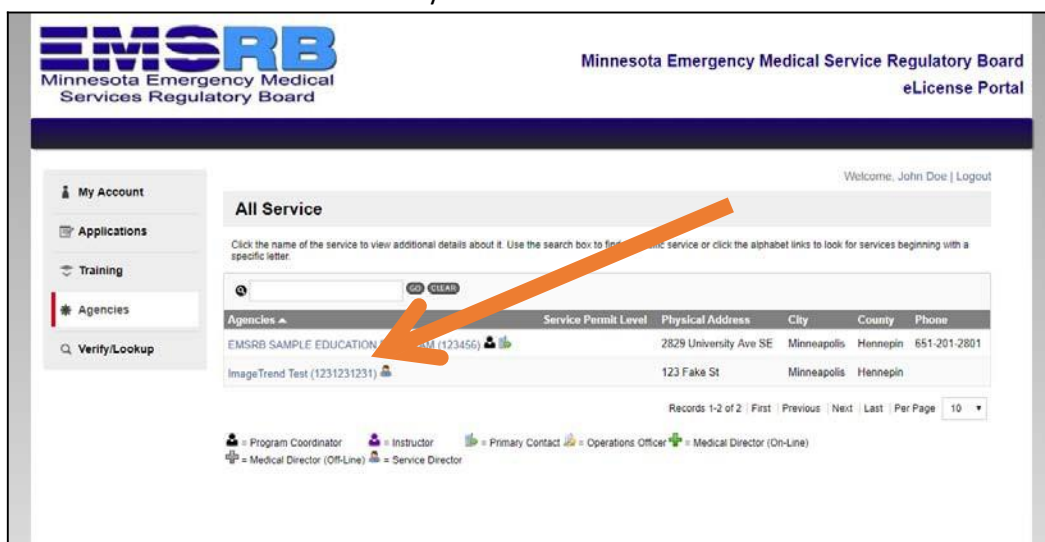 EMSRB
Minnesota Emergency Medical
Services Regulatory Board
Minnesota Emergency Medical Service Regulatory Board
eLicense Portal
Welcome, John Doe | Logout
My Account
Applications
Training
Agencies
Verify/Lookup
All Service
Click the name of the service to view additional details about it. Use the search box to service or click the alphabet links to look for services beginning with a
specific letter.
GO CLEAR
Agencies Service Permit Level Physical Address City County Phone
EMSRB SAMPLE EDUCATION (123456) 2829 University Ave SE Minneapolis Hennepin 651-201-2801
ImageTrend Test (1231231231) 123 Fake St Minneapolis Hennepin
Records 1-2 of 2 | First | Previous | Next | Last | Per Page 10
= Program Coordinator = Instructor = Primary Contact = Operations Officer = Medical Director (On-Line)
= Medical Director (Off-Line) = Service Director